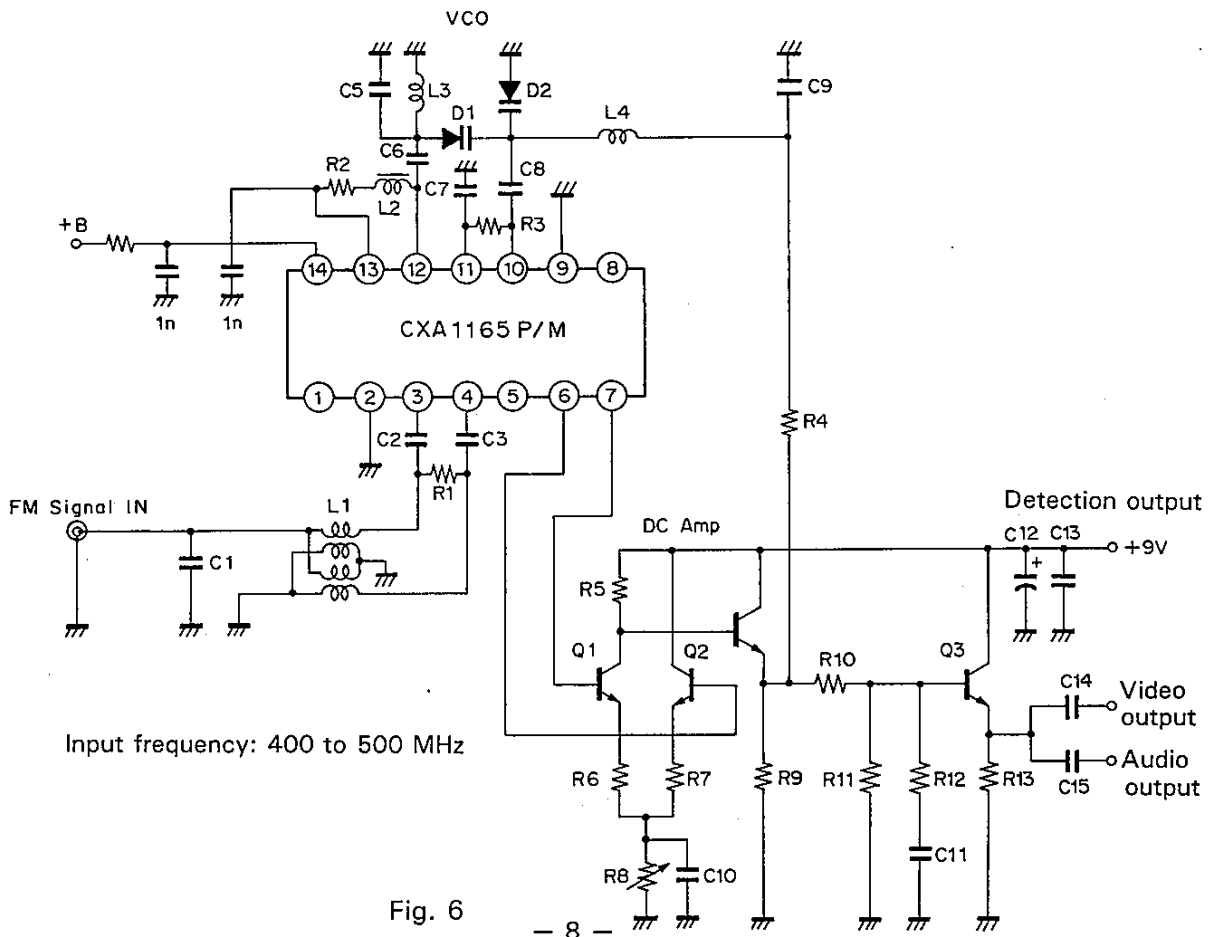 VCO
C5
L3
D2
C9
D1
L4
C6
R2
C7
C8
L2
R3
+B
14
13
12
11
10
9
8
1n
1n
CXA1165 P/M
1
2
3
4
5
6
7
C2
C3
R4
R1
FM Signal IN
L1
C1
Detection output
DC Amp
C12
C13
+
+9V
R5
Q1
Q2
R10
Q3
C14
Video
output
Input frequency: 400 to 500 MHz
R6
R7
R9
R11
R12
R13
C15
Audio
output
C11
R8
C10
Fig. 6
— 8 —